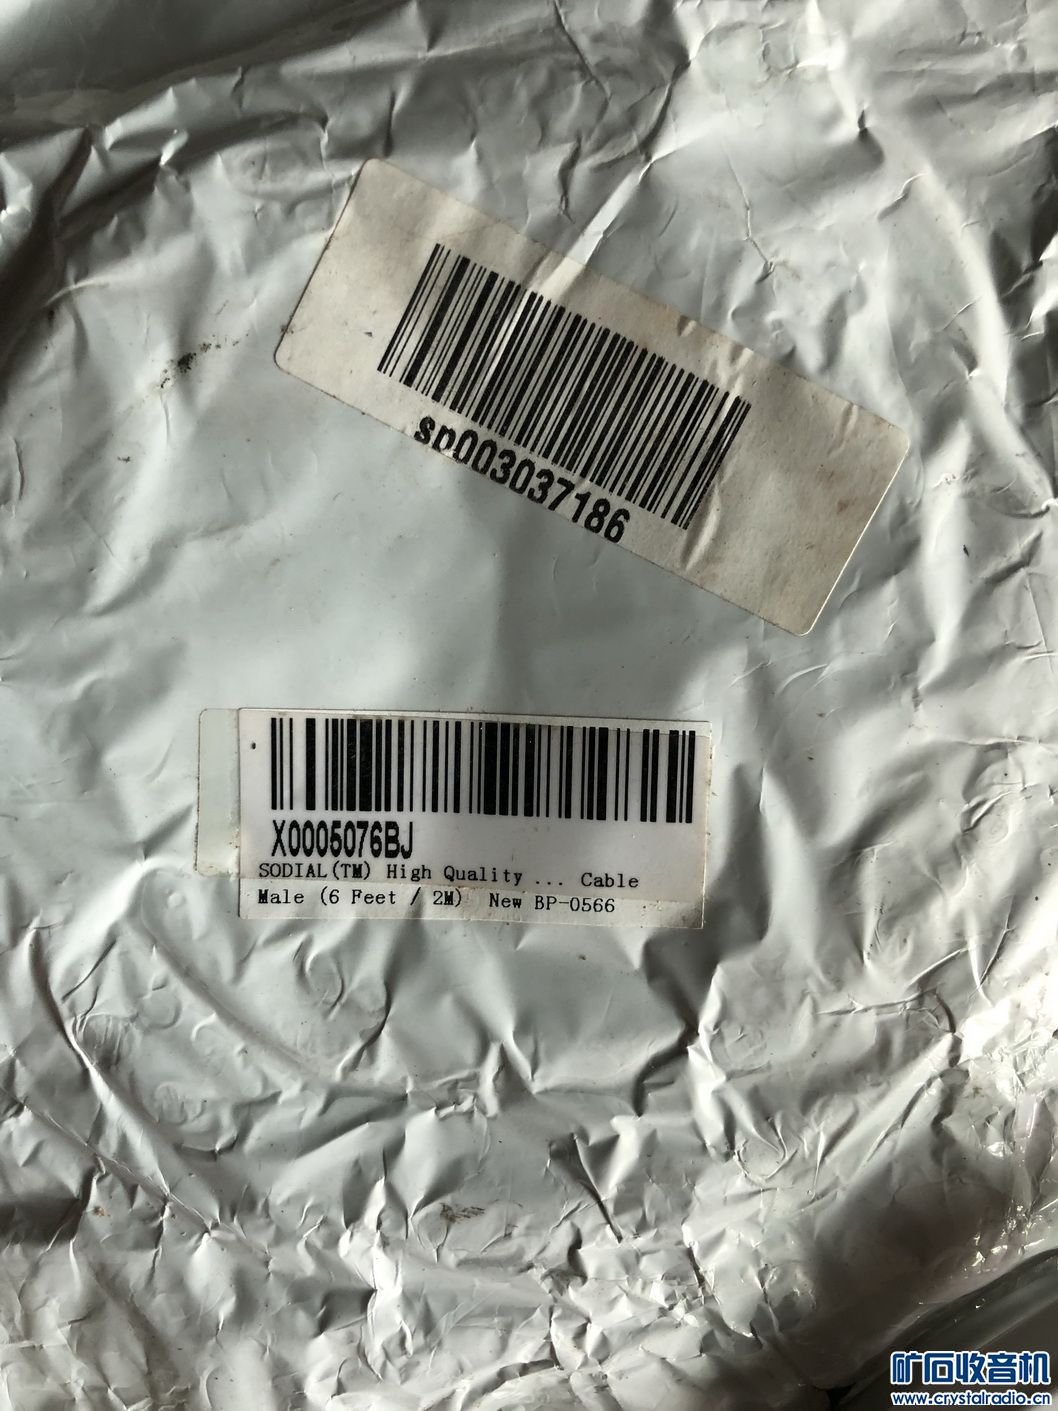 sp003037186
X0005076BJ
SODIAL(TM) High Quality ... Cable
Male (6 Feet / 2M) New BP-0566
矿石收音机
www.crystalradio.cn